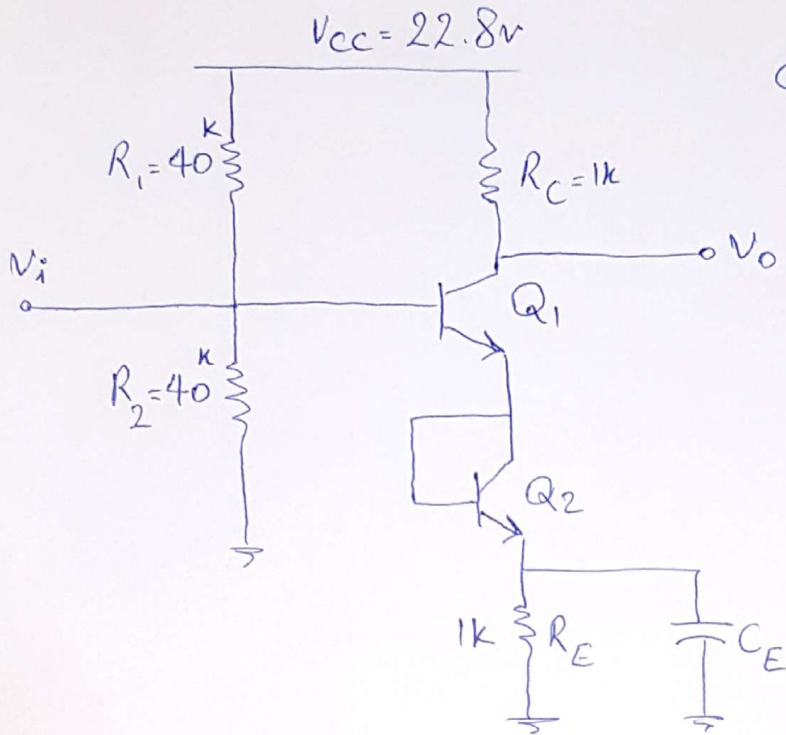 VCC = 22.8v
R1 = 40k
RC = 1k
Vi
Vo
Q1
R2 = 40k
Q2
1k RE
CE